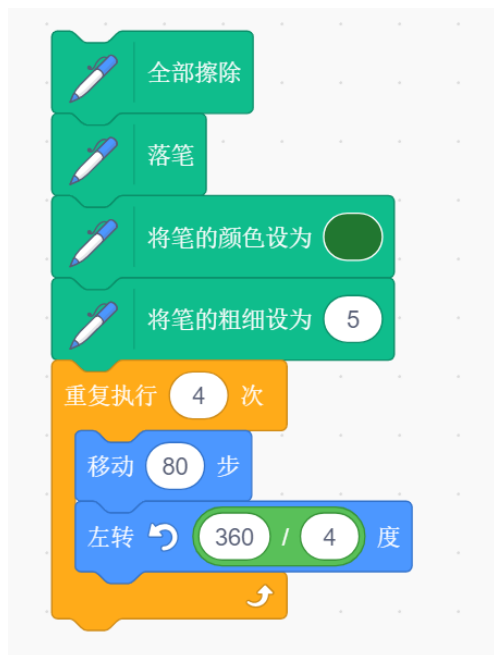 全部擦除
落笔
将笔的颜色设为
将笔的粗细设为 5
重复执行 4 次
移动 80 步
左转 360 / 4 度